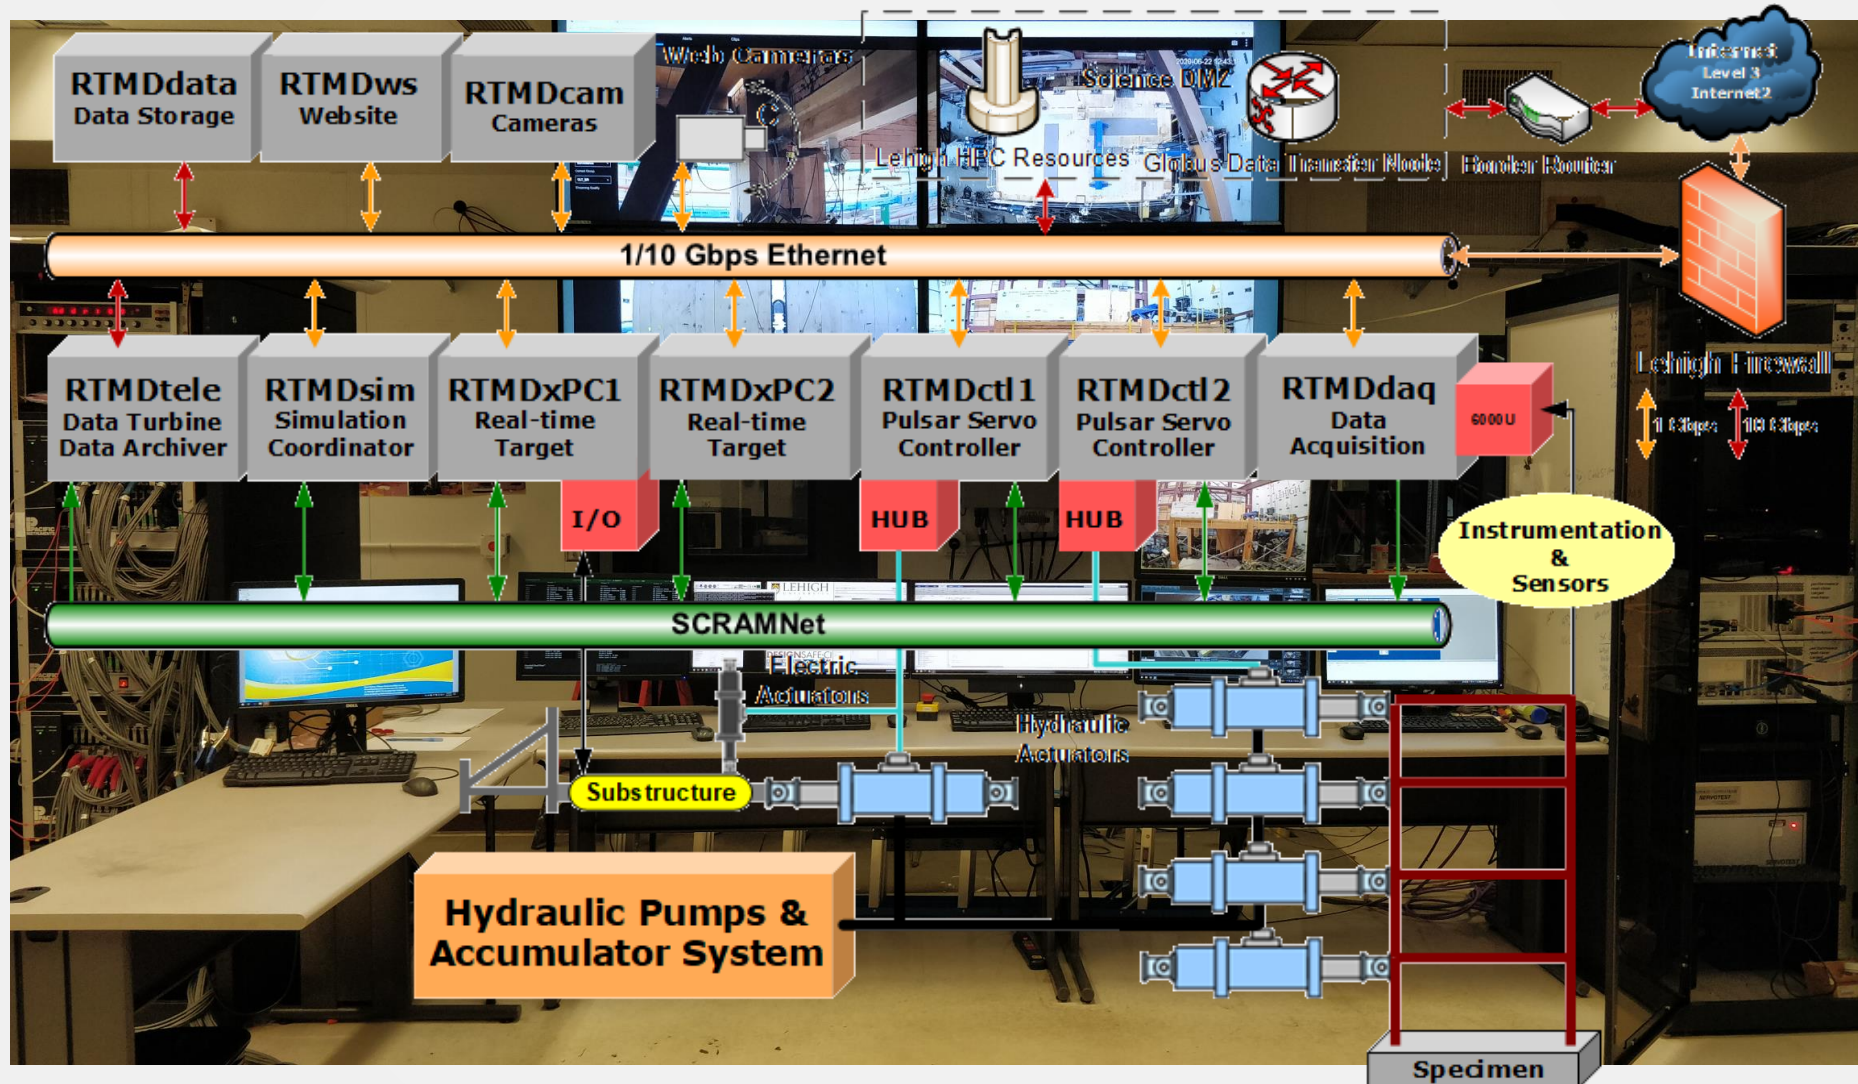 RTMDdata
Data Storage
RTMDws
Website
RTMDcam
Cameras
Web Cameras
Science DMZ
Lehigh HPC Resources
Globus Data Transfer Node
Border Router
Internet
Level 3
Internet2
1/10 Gbps Ethernet
Lehigh Firewall
1 Gbps
10 Gbps
RTMDtele
Data Turbine
Data Archiver
RTMDsim
Simulation
Coordinator
RTMDxPC1
Real-time
Target
RTMDxPC2
Real-time
Target
RTMDctl1
Pulsar Servo
Controller
RTMDctl2
Pulsar Servo
Controller
RTMDdaq
Data
Acquisition
6000U
I/O
HUB
HUB
Instrumentation
&
Sensors
LEHIGH
SCRAMNet
Electric
Actuators
Hydraulic
Actuators
Substructure
Hydraulic Pumps &
Accumulator System
Specimen